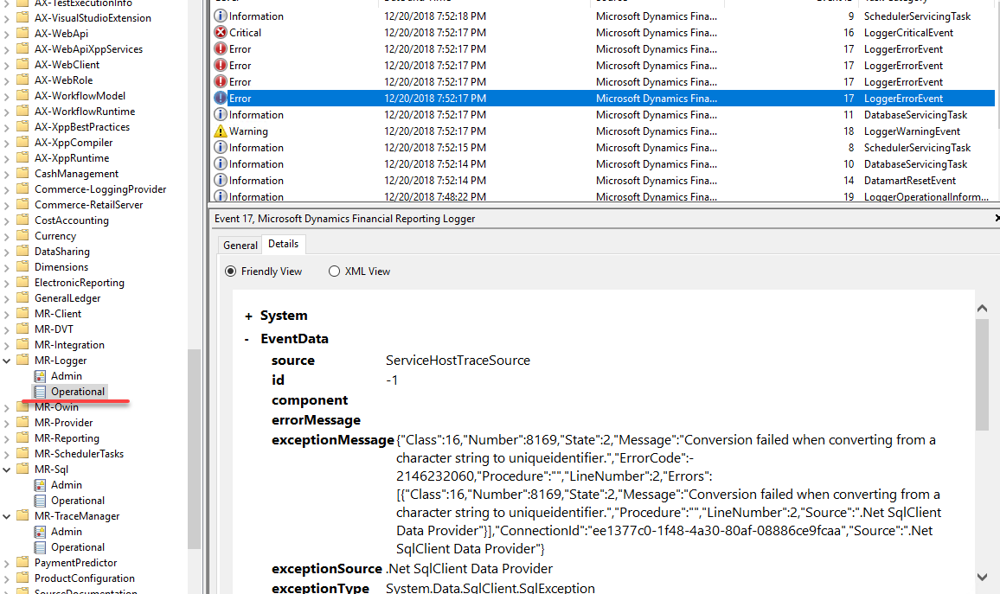 AX-TestExecutionInfo
AX-VisualStudioExtension
AX-WebApi
AX-WebApiXppServices
AX-WebClient
AX-WebRole
AX-WorkflowModel
AX-WorkflowRuntime
AX-XppBestPractices
AX-XppCompiler
AX-XppRuntime
CashManagement
Commerce-LoggingProvider
Commerce-RetailServer
CostAccounting
Currency
DataSharing
Dimensions
ElectronicReporting
GeneralLedger
MR-Client
MR-DVT
MR-Integration
MR-Logger
Admin
Operational
MR-Owin
MR-Provider
MR-Reporting
MR-SchedulerTasks
MR-Sql
Admin
Operational
MR-TraceManager
Admin
Operational
PaymentPredictor
ProductConfiguration
SourceDocumentation
Information 12/20/2018 7:52:18 PM Microsoft Dynamics Fina... 9 SchedulerServicingTask
Critical 12/20/2018 7:52:17 PM Microsoft Dynamics Fina... 16 LoggerCriticalEvent
Error 12/20/2018 7:52:17 PM Microsoft Dynamics Fina... 17 LoggerErrorEvent
Error 12/20/2018 7:52:17 PM Microsoft Dynamics Fina... 17 LoggerErrorEvent
Error 12/20/2018 7:52:17 PM Microsoft Dynamics Fina... 17 LoggerErrorEvent
Error 12/20/2018 7:52:17 PM Microsoft Dynamics Fina... 17 LoggerErrorEvent
Information 12/20/2018 7:52:17 PM Microsoft Dynamics Fina... 11 DatabaseServicingTask
Warning 12/20/2018 7:52:17 PM Microsoft Dynamics Fina... 18 LoggerWarningEvent
Information 12/20/2018 7:52:15 PM Microsoft Dynamics Fina... 8 SchedulerServicingTask
Information 12/20/2018 7:52:14 PM Microsoft Dynamics Fina... 10 DatabaseServicingTask
Information 12/20/2018 7:52:14 PM Microsoft Dynamics Fina... 14 DatamartResetEvent
Information 12/20/2018 7:48:22 PM Microsoft Dynamics Fina... 19 LoggerOperationalInform...
Event 17, Microsoft Dynamics Financial Reporting Logger
General Details
Friendly View XML View
+ System
- EventData
source ServiceHostTraceSource
id -1
component
errorMessage
exceptionMessage {"Class":16,"Number":8169,"State":2,"Message":"Conversion failed when converting from a
character string to uniqueidentifier.","ErrorCode":-
2146232060,"Procedure":"","LineNumber":2,"Errors":
[{"Class":16,"Number":8169,"State":2,"Message":"Conversion failed when converting from a
character string to uniqueidentifier.","Procedure":"","LineNumber":2,"Source":".Net SqlClient
Data Provider"}],"ConnectionId":"ee1377c0-1f48-4a30-80af-08886ce9fcaa","Source":".Net
SqlClient Data Provider"}
exceptionSource .Net SqlClient Data Provider
exceptionType System.Data.SqlClient.SqlException